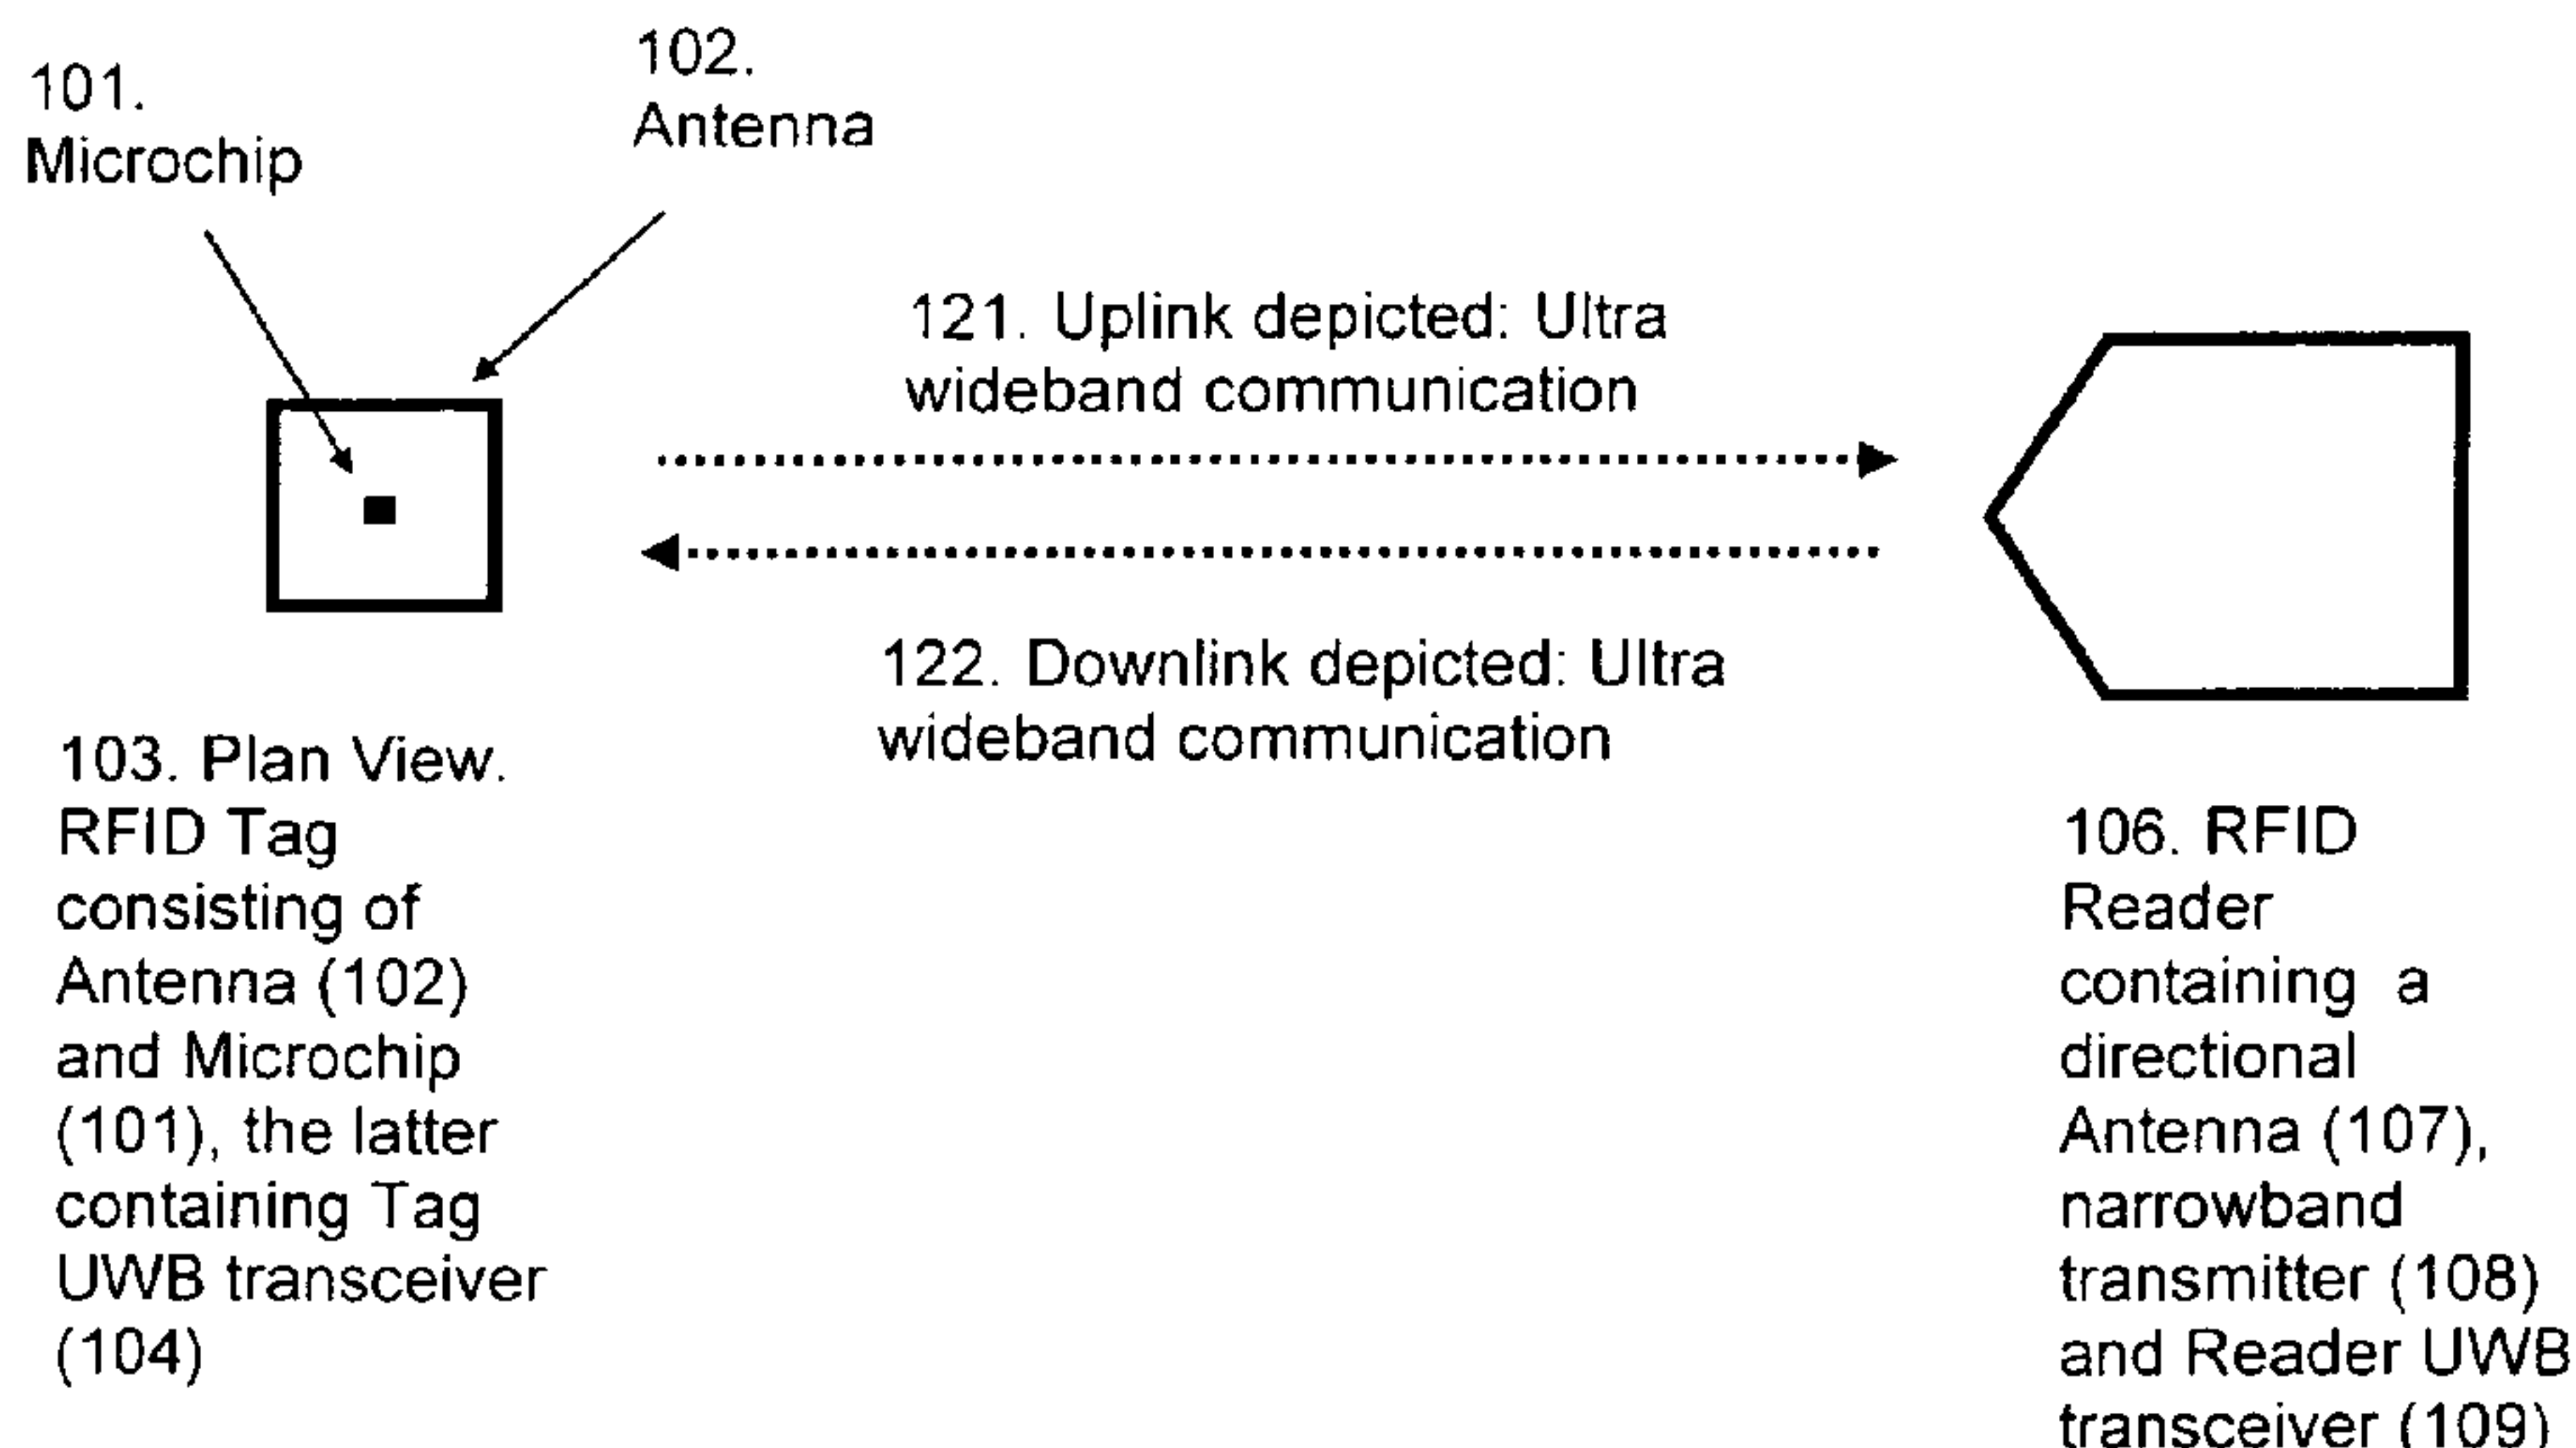 101.
Microchip
102.
Antenna
121. Uplink depicted: Ultra
wideband communication
122. Downlink depicted: Ultra
wideband communication
103. Plan View.
RFID Tag
consisting of
Antenna (102)
and Microchip
(101), the latter
containing Tag
UWB transceiver
(104)
106. RFID
Reader
containing a
directional
Antenna (107),
narrowband
transmitter (108)
and Reader UWB
transceiver (109)